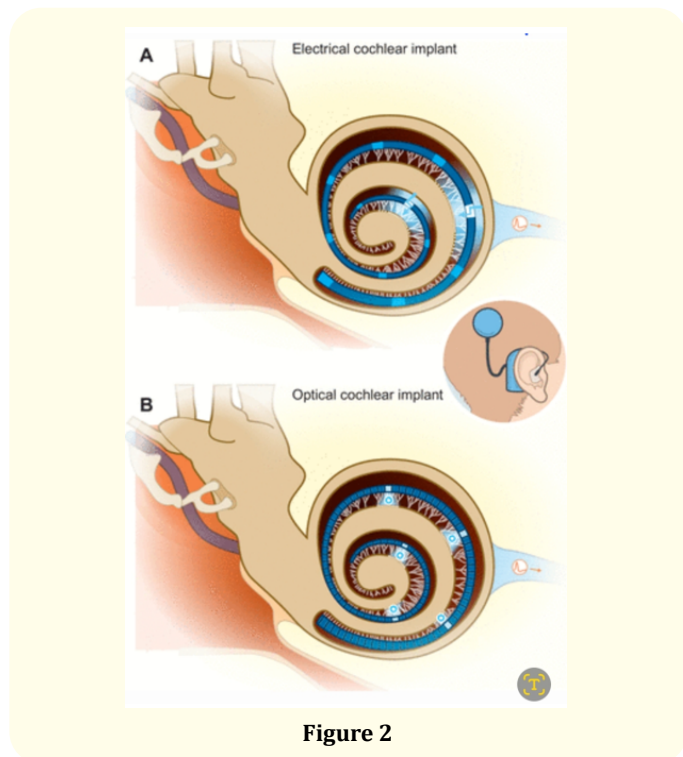 A
Electrical cochlear implant
B
Optical cochlear implant
T
Figure 2